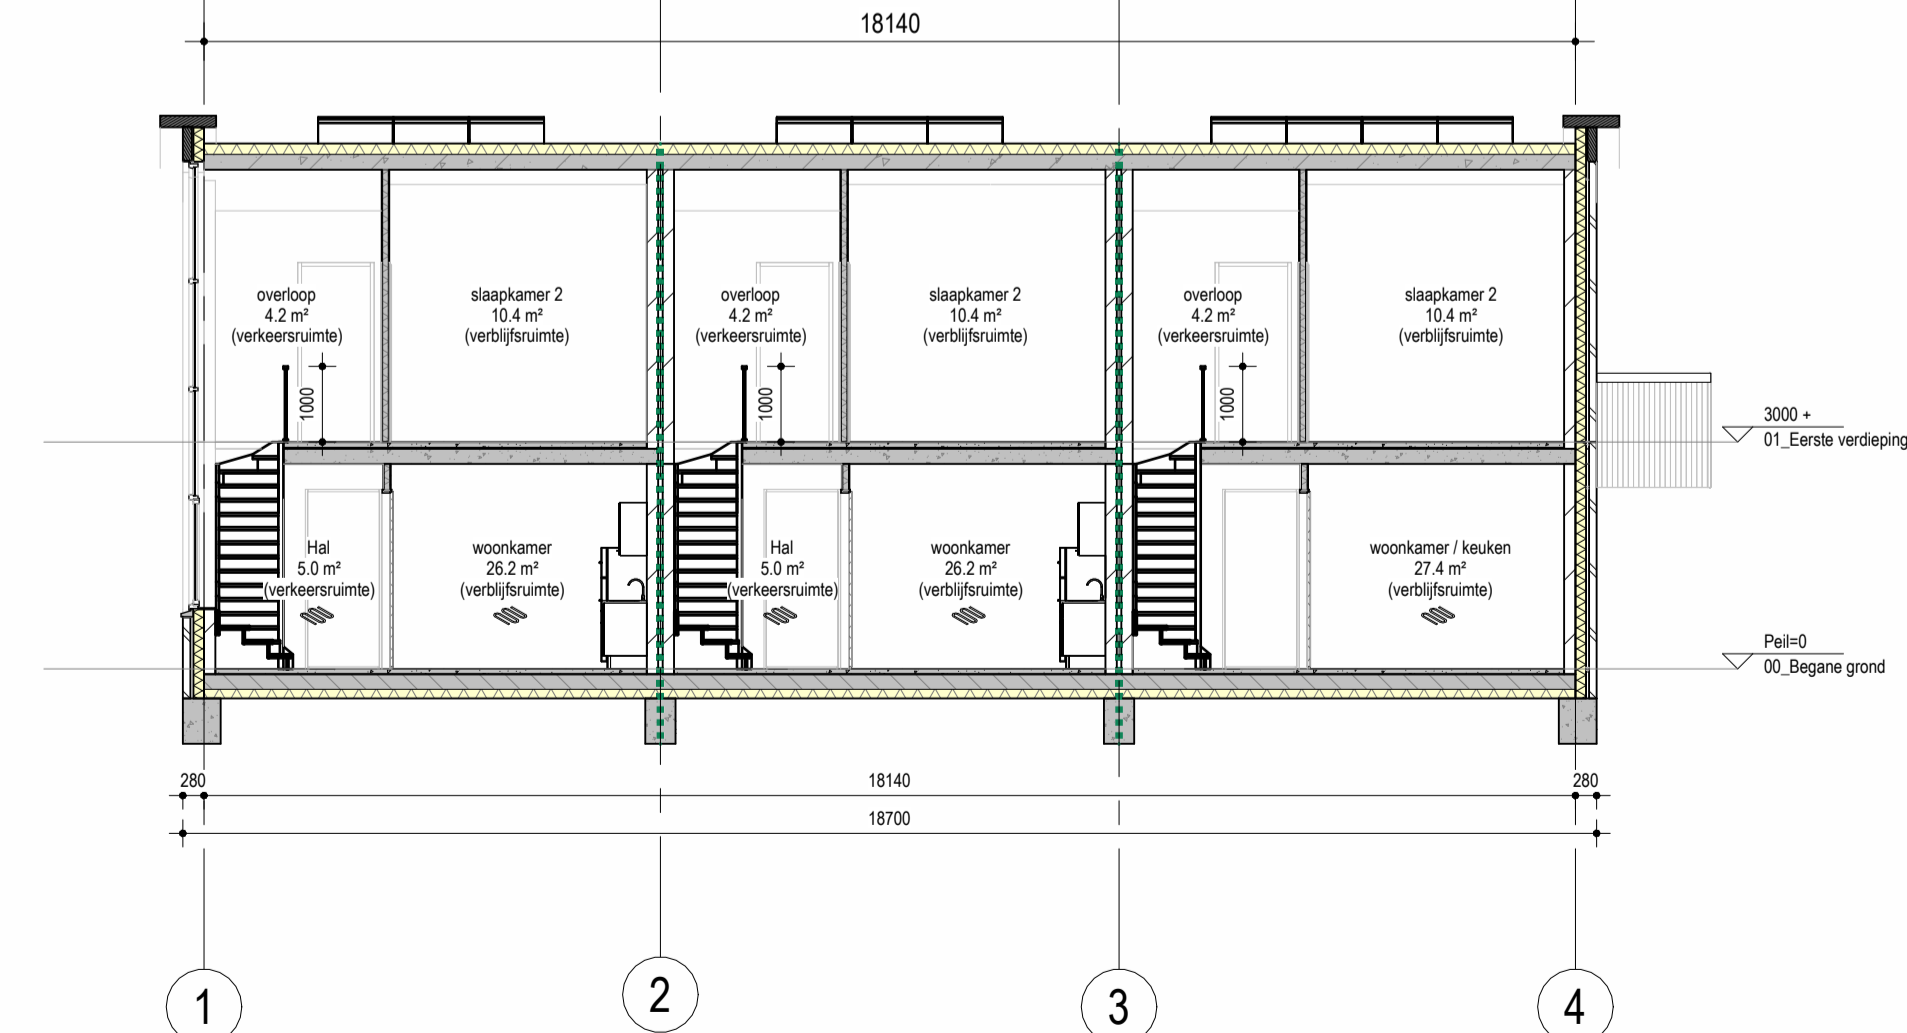 18140
overloop
4.2 m²
(verkeersruimte)
slaapkamer 2
10.4 m²
(verblijfsruimte)
overloop
4.2 m²
(verkeersruimte)
slaapkamer 2
10.4 m²
(verblijfsruimte)
overloop
4.2 m²
(verkeersruimte)
slaapkamer 2
10.4 m²
(verblijfsruimte)
1000
1000
1000
3000 +
01_Eerste verdieping
Hal
5.0 m²
(verkeersruimte)
woonkamer
26.2 m²
(verblijfsruimte)
Hal
5.0 m²
(verkeersruimte)
woonkamer
26.2 m²
(verblijfsruimte)
woonkamer / keuken
27.4 m²
(verblijfsruimte)
Peil=0
00_Begane grond
280
18140
280
18700
1
2
3
4